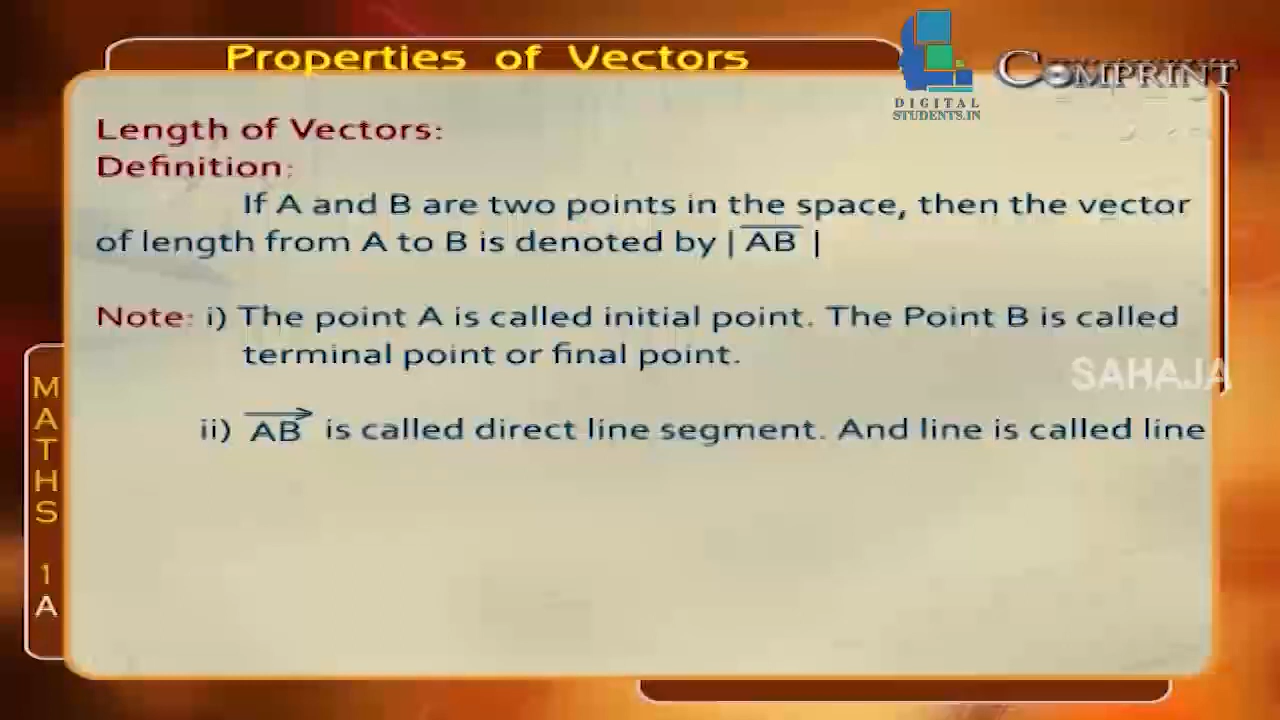 Properties of Vectors
DIGITAL
STUDENTS.IN
COMPRINT
Length of Vectors:
Definition:
If A and B are two points in the space, then the vector
of length from A to B is denoted by | A̅B̅ |
Note: i) The point A is called initial point. The Point B is called
terminal point or final point.
SAHAJA
ii) AB⃗ is called direct line segment. And line is called line
MATHS 1A